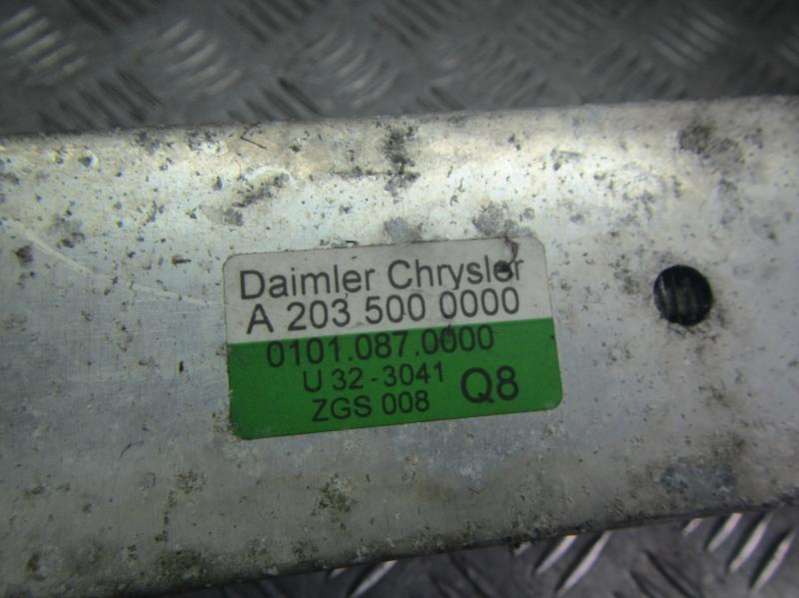 Daimler Chrysler
A 203 500 0000
0101.087.0000
U 32 - 3041
ZGS 008 Q8